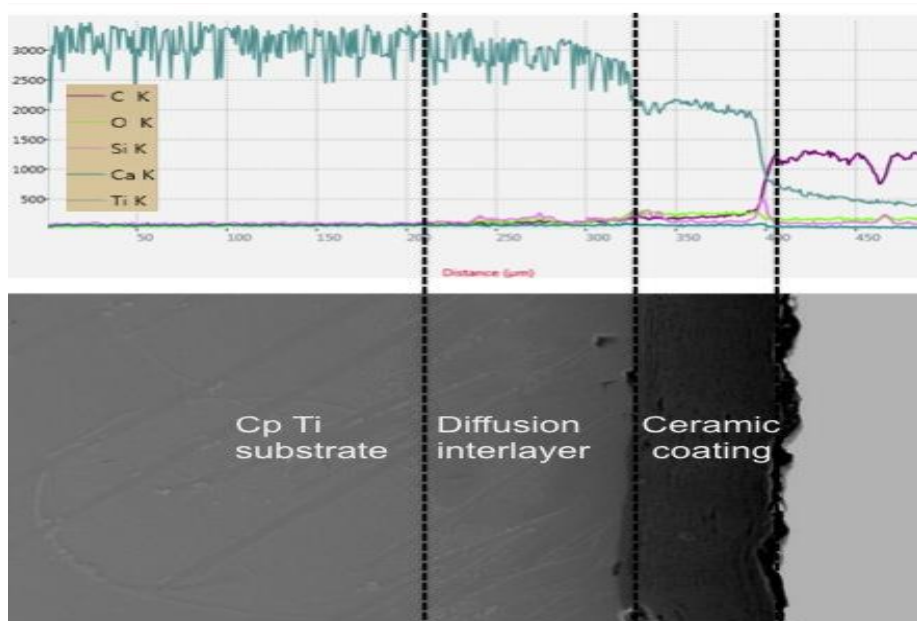 3000
2500
2000
1500
1000
500
C K
O K
Si K
Ca K
Ti K
50 100 150 200 250 300 350 400 450
Distance (µm)
Cp Ti
substrate
Diffusion
interlayer
Ceramic
coating